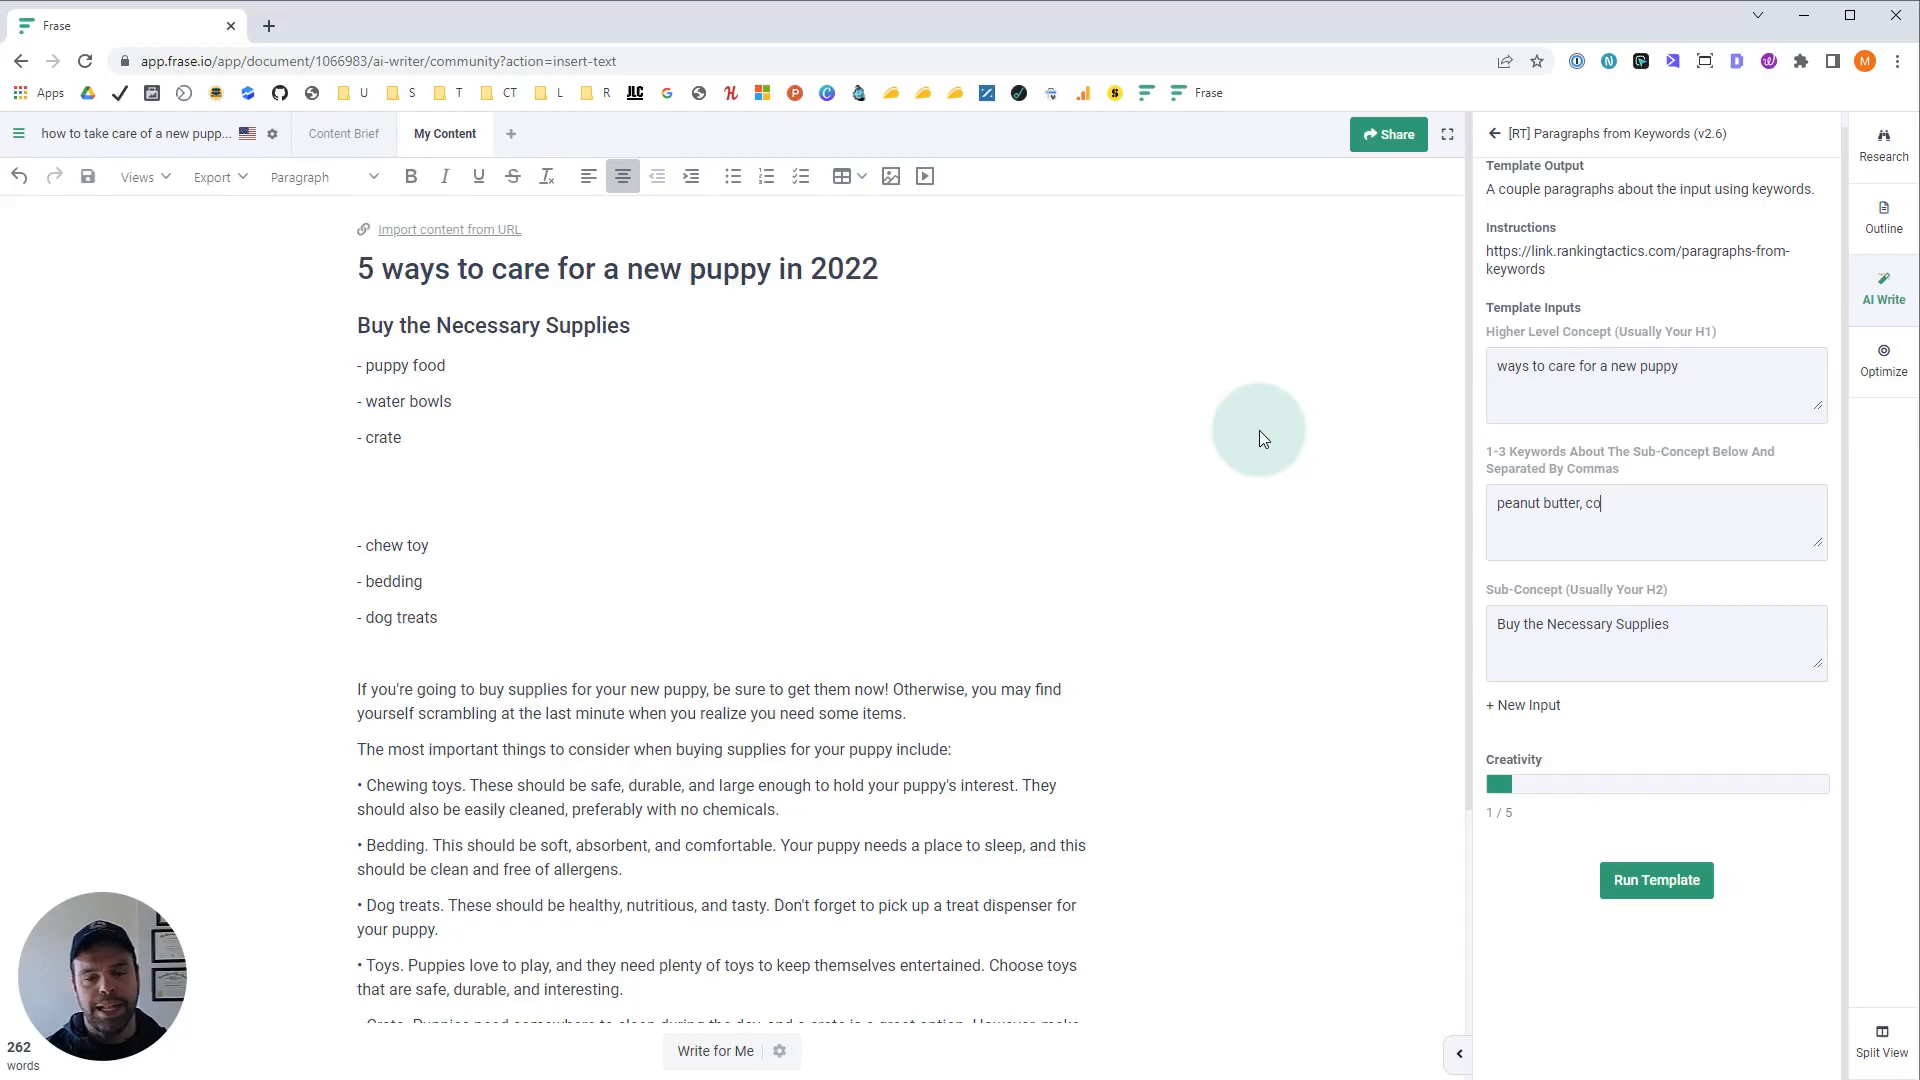 Frase
app.frase.io/app/document/1066983/ai-writer/community?action=insert-text
M
Apps
U
S
T
CT
L
R
JLC
Frase
how to take care of a new pupp...
Content Brief
My Content
Share
Views
Export
Paragraph
Import content from URL
5 ways to care for a new puppy in 2022
Buy the Necessary Supplies
- puppy food
- water bowls
- crate
- chew toy
- bedding
- dog treats
If you're going to buy supplies for your new puppy, be sure to get them now! Otherwise, you may find
yourself scrambling at the last minute when you realize you need some items.
The most important things to consider when buying supplies for your puppy include:
• Chewing toys. These should be safe, durable, and large enough to hold your puppy's interest. They
should also be easily cleaned, preferably with no chemicals.
• Bedding. This should be soft, absorbent, and comfortable. Your puppy needs a place to sleep, and this
should be clean and free of allergens.
• Dog treats. These should be healthy, nutritious, and tasty. Don't forget to pick up a treat dispenser for
your puppy.
• Toys. Puppies love to play, and they need plenty of toys to keep themselves entertained. Choose toys
that are safe, durable, and interesting.
262
words
Write for Me
[RT] Paragraphs from Keywords (v2.6)
Template Output
A couple paragraphs about the input using keywords.
Instructions
https://link.rankingtactics.com/paragraphs-from-
keywords
Template Inputs
Higher Level Concept (Usually Your H1)
ways to care for a new puppy
1-3 Keywords About The Sub-Concept Below And
Separated By Commas
peanut butter, co
Sub-Concept (Usually Your H2)
Buy the Necessary Supplies
+ New Input
Creativity
1 / 5
Run Template
Research
Outline
AI Write
Optimize
Split View